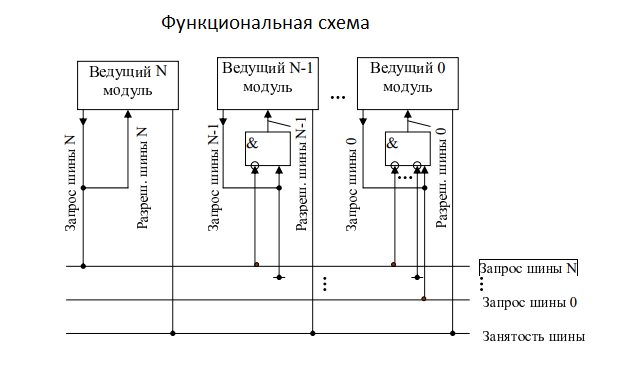 Функциональная схема
Ведущий N
модуль
Ведущий N-1
модуль
...
Ведущий 0
модуль
Запрос шины N
Разреш. шины N
Запрос шины N-1
&
Разреш. шины N-1
Запрос шины 0
&
...
Разреш. шины 0
Запрос шины N
Запрос шины 0
Занятость шины